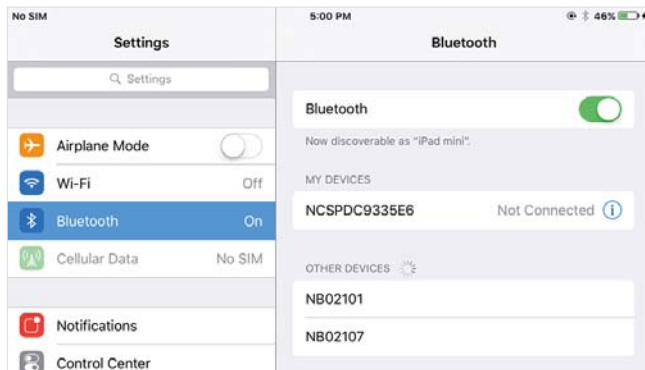 No SIM
5:00 PM
46%
Settings
Bluetooth
Settings
Bluetooth
Now discoverable as “iPad mini”.
Airplane Mode
Wi-Fi Off
Bluetooth On
Cellular Data No SIM
MY DEVICES
NCSPDC9335E6 Not Connected
OTHER DEVICES
NB02101
NB02107
Notifications
Control Center